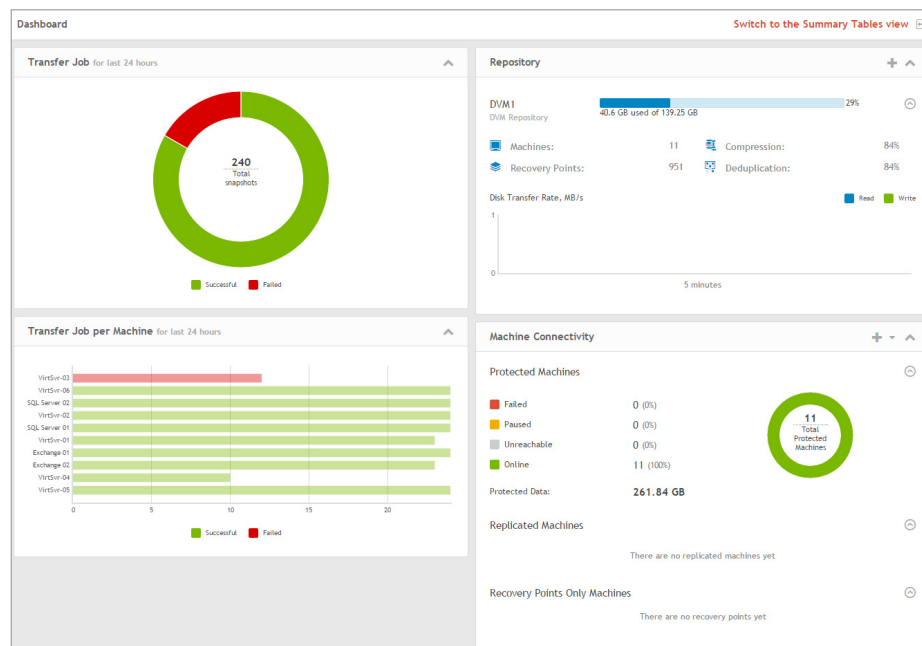 Dashboard
Switch to the Summary Tables view
Transfer Job for last 24 hours
240
Total
snapshots
Successful
Failed
Transfer Job per Machine for last 24 hours
VirtSvr-03
VirtSvr-06
SQL Server 02
VirtSvr-02
SQL Server 01
VirtSvr-01
Exchange 01
Exchange 02
VirtSvr-04
VirtSvr-05
0 5 10 15 20
Successful
Failed
Repository
DVM1
29%
DVM Repository
40.6 GB used of 139.25 GB
Machines: 11
Compression: 84%
Recovery Points: 951
Deduplication: 84%
Disk Transfer Rate, MB/s
Read
Write
1
0
5 minutes
Machine Connectivity
Protected Machines
Failed 0 (0%)
Paused 0 (0%)
Unreachable 0 (0%)
Online 11 (100%)
Protected Data: 261.84 GB
11
Total
Protected
Machines
Replicated Machines
There are no replicated machines yet
Recovery Points Only Machines
There are no recovery points yet